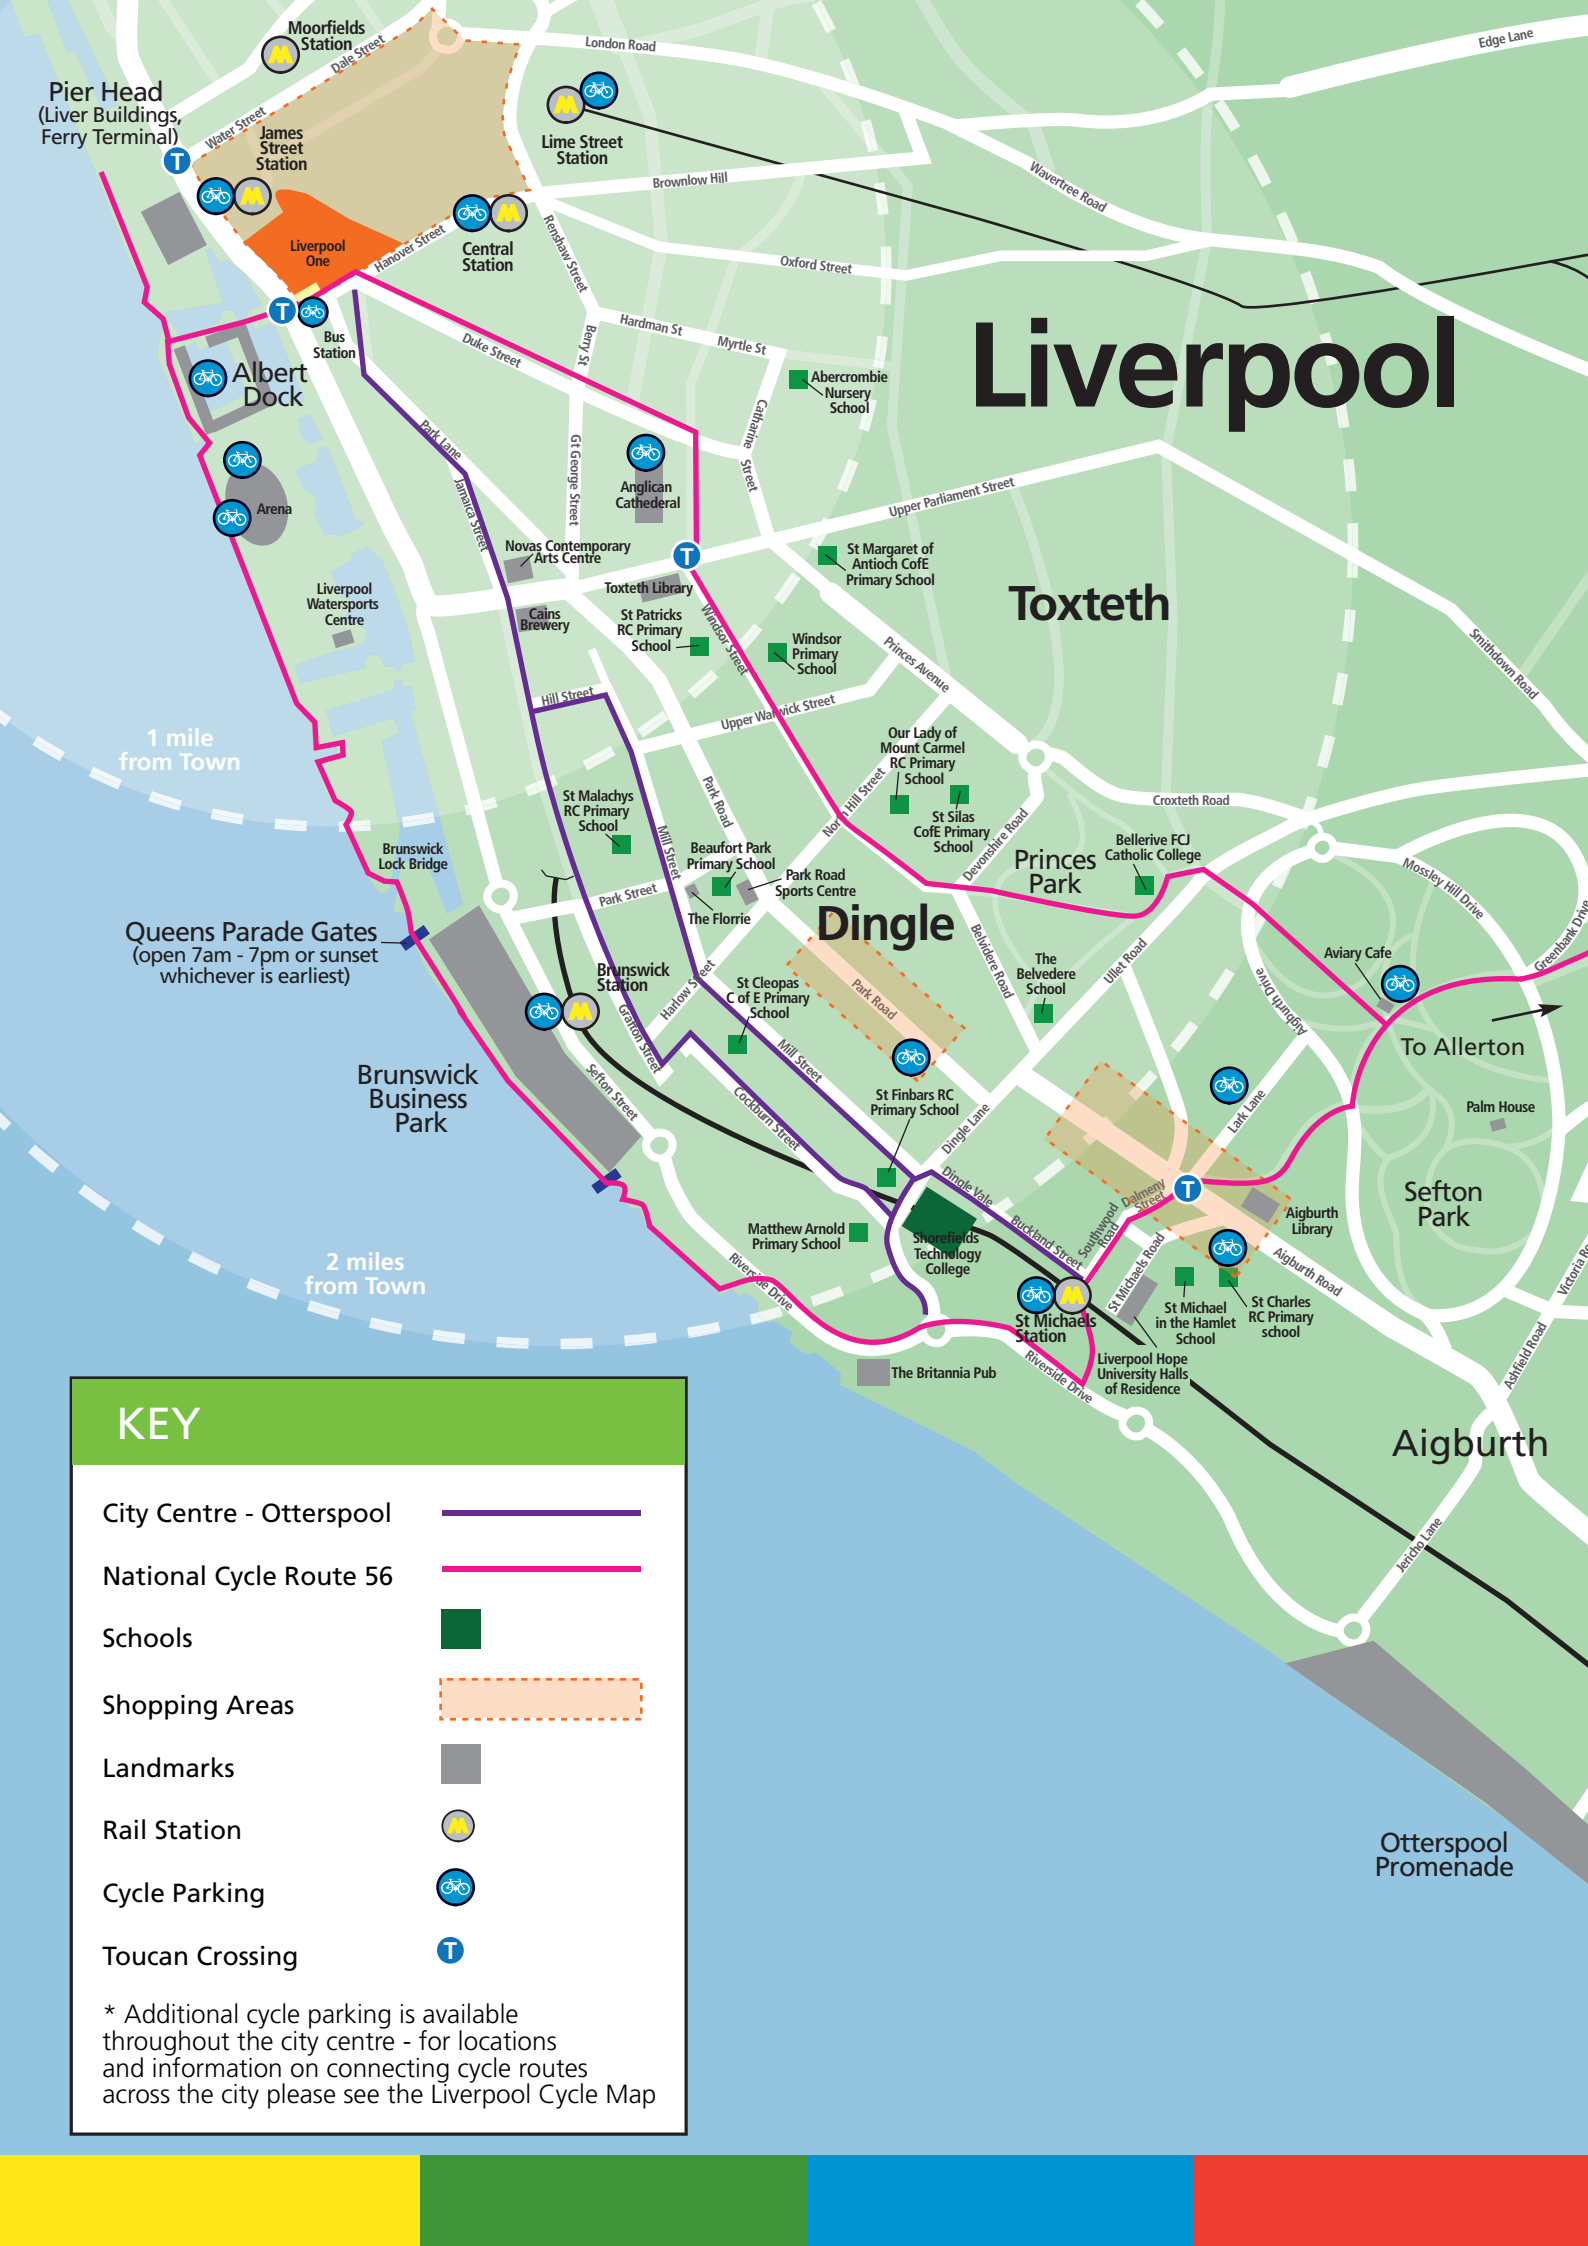 Moorfields
Station
Dale Street
London Road
Edge Lane
Pier Head
(Liver Buildings,
Ferry Terminal)
Water Street
James
Street
Station
T
Lime Street
Station
Brownlow Hill
Wavertree Road
Liverpool
One
Hanover Street
Central
Station
Renshaw Street
Oxford Street
T
Bus
Station
Duke Street
Berry St
Hardman St
Myrtle St
Liverpool
Albert
Dock
Abercrombie
Nursery
School
Catharine
Street
Park Lane
Gt George Street
Jamaica Street
Anglican
Cathederal
Upper Parliament Street
Arena
Novas Contemporary
Arts Centre
T
St Margaret of
Antioch CofE
Primary School
Toxteth
Liverpool
Watersports
Centre
Toxteth Library
Cains
Brewery
St Patricks
RC Primary
School
Windsor Street
Windsor
Primary
School
Princes Avenue
Smithdown Road
Hill Street
Upper Warwick Street
1 mile
from Town
Our Lady of
Mount Carmel
RC Primary
School
St Malachys
RC Primary
School
Park Road
North Hill Street
St Silas
CofE Primary
School
Devonshire Road
Croxteth Road
Mill Street
Brunswick
Lock Bridge
Beaufort Park
Primary School
Park Road
Sports Centre
Princes
Park
Bellerive FCJ
Catholic College
Mossley Hill Drive
Park Street
The Florrie
Dingle
Queens Parade Gates
(open 7am - 7pm or sunset
whichever is earliest)
Belvidere Road
Ullet Road
Aviary Cafe
Greenbank Drive
Brunswick
Station
Harlow Street
St Cleopas
C of E Primary
School
Park Road
The
Belvedere
School
Aigburth Drive
Grafton Street
To Allerton
Brunswick
Business
Park
Sefton Street
Mill Street
Cockburn Street
St Finbars RC
Primary School
Dingle Lane
Lark Lane
Palm House
Dingle Vale
Dalmeny
Street
T
Sefton
Park
Aigburth
Library
Matthew Arnold
Primary School
Shorefields
Technology
College
Buckland Street
Southwood
Road
St Michaels Road
Aigburth Road
Victoria Ro
2 miles
from Town
Riverside Drive
St Michaels
Station
St Michael
in the Hamlet
School
St Charles
RC Primary
school
The Britannia Pub
Riverside Drive
Liverpool Hope
University Halls
of Residence
Ashfield Road
Aigburth
Jericho Lane
Otterspool
Promenade
KEY
City Centre - Otterspool
National Cycle Route 56
Schools
Shopping Areas
Landmarks
Rail Station
Cycle Parking
Toucan Crossing
T
* Additional cycle parking is available
throughout the city centre - for locations
and information on connecting cycle routes
across the city please see the Liverpool Cycle Map